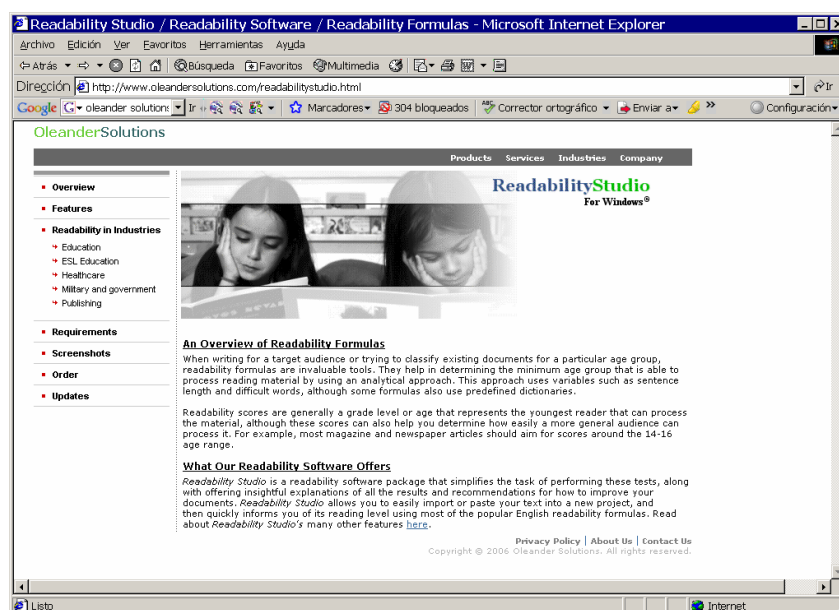 Readability Studio / Readability Software / Readability Formulas - Microsoft Internet Explorer
Archivo Edición Ver Favoritos Herramientas Ayuda
Atrás Búsqueda Favoritos Multimedia
Dirección http://www.oleandersolutions.com/readabilitystudio.html Ir
Google G oleander solutions Ir Marcadores 304 bloqueados Corrector ortográfico Enviar a Configuración
OleanderSolutions
Products Services Industries Company
ReadabilityStudio
For Windows®
Overview
Features
Readability in Industries
Education
ESL Education
Healthcare
Military and government
Publishing
Requirements
Screenshots
Order
Updates
An Overview of Readability Formulas
When writing for a target audience or trying to classify existing documents for a particular age group,
readability formulas are invaluable tools. They help in determining the minimum age group that is able to
process reading material by using an analytical approach. This approach uses variables such as sentence
length and difficult words, although some formulas also use predefined dictionaries.
Readability scores are generally a grade level or age that represents the youngest reader that can process
the material, although these scores can also help you determine how easily a more general audience can
process it. For example, most magazine and newspaper articles should aim for scores around the 14-16
age range.
What Our Readability Software Offers
Readability Studio is a readability software package that simplifies the task of performing these tests, along
with offering insightful explanations of all the results and recommendations for how to improve your
documents. Readability Studio allows you to easily import or paste your text into a new project, and
then quickly informs you of its reading level using most of the popular English readability formulas. Read
about Readability Studio's many other features here.
Privacy Policy | About Us | Contact Us
Copyright © 2006 Oleander Solutions. All rights reserved.
Listo Internet